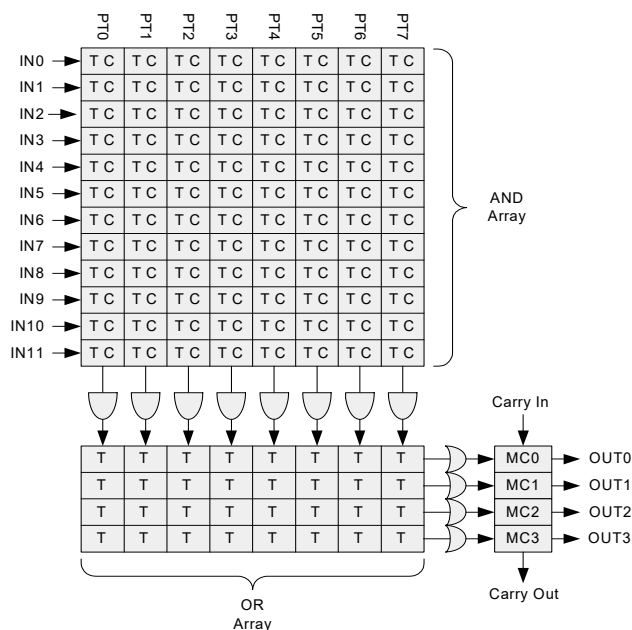 PT0 PT1 PT2 PT3 PT4 PT5 PT6 PT7
IN0 T C T C T C T C T C T C T C T C
IN1 T C T C T C T C T C T C T C T C
IN2 T C T C T C T C T C T C T C T C
IN3 T C T C T C T C T C T C T C T C
IN4 T C T C T C T C T C T C T C T C
IN5 T C T C T C T C T C T C T C T C
IN6 T C T C T C T C T C T C T C T C
IN7 T C T C T C T C T C T C T C T C
IN8 T C T C T C T C T C T C T C T C
IN9 T C T C T C T C T C T C T C T C
IN10 T C T C T C T C T C T C T C T C
IN11 T C T C T C T C T C T C T C T C
AND
Array
Carry In
T T T T T T T T MC0 OUT0
T T T T T T T T MC1 OUT1
T T T T T T T T MC2 OUT2
T T T T T T T T MC3 OUT3
Carry Out
OR
Array